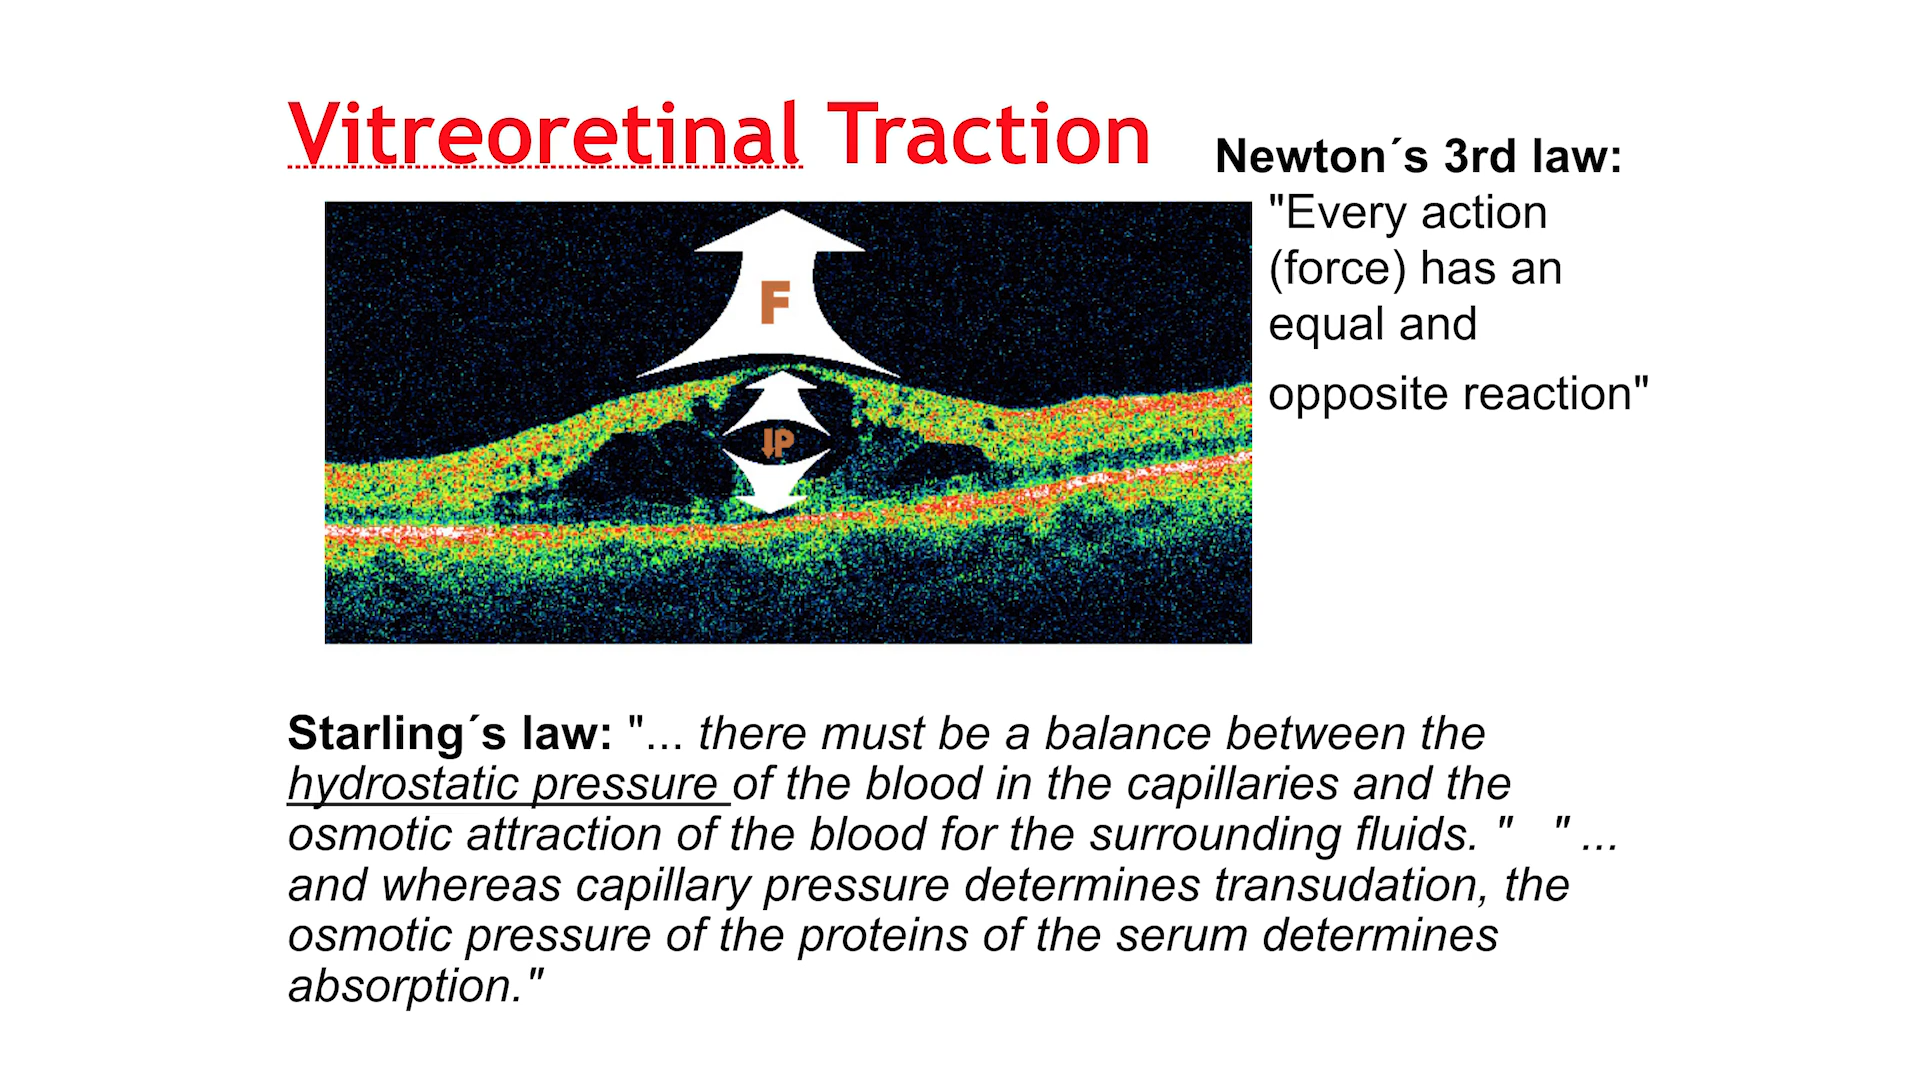 Vitreoretinal Traction
Newton´s 3rd law:
"Every action
(force) has an
equal and
opposite reaction"
F
↓P
Starling´s law: "... there must be a balance between the
hydrostatic pressure of the blood in the capillaries and the
osmotic attraction of the blood for the surrounding fluids. "   " ...
and whereas capillary pressure determines transudation, the
osmotic pressure of the proteins of the serum determines
absorption."